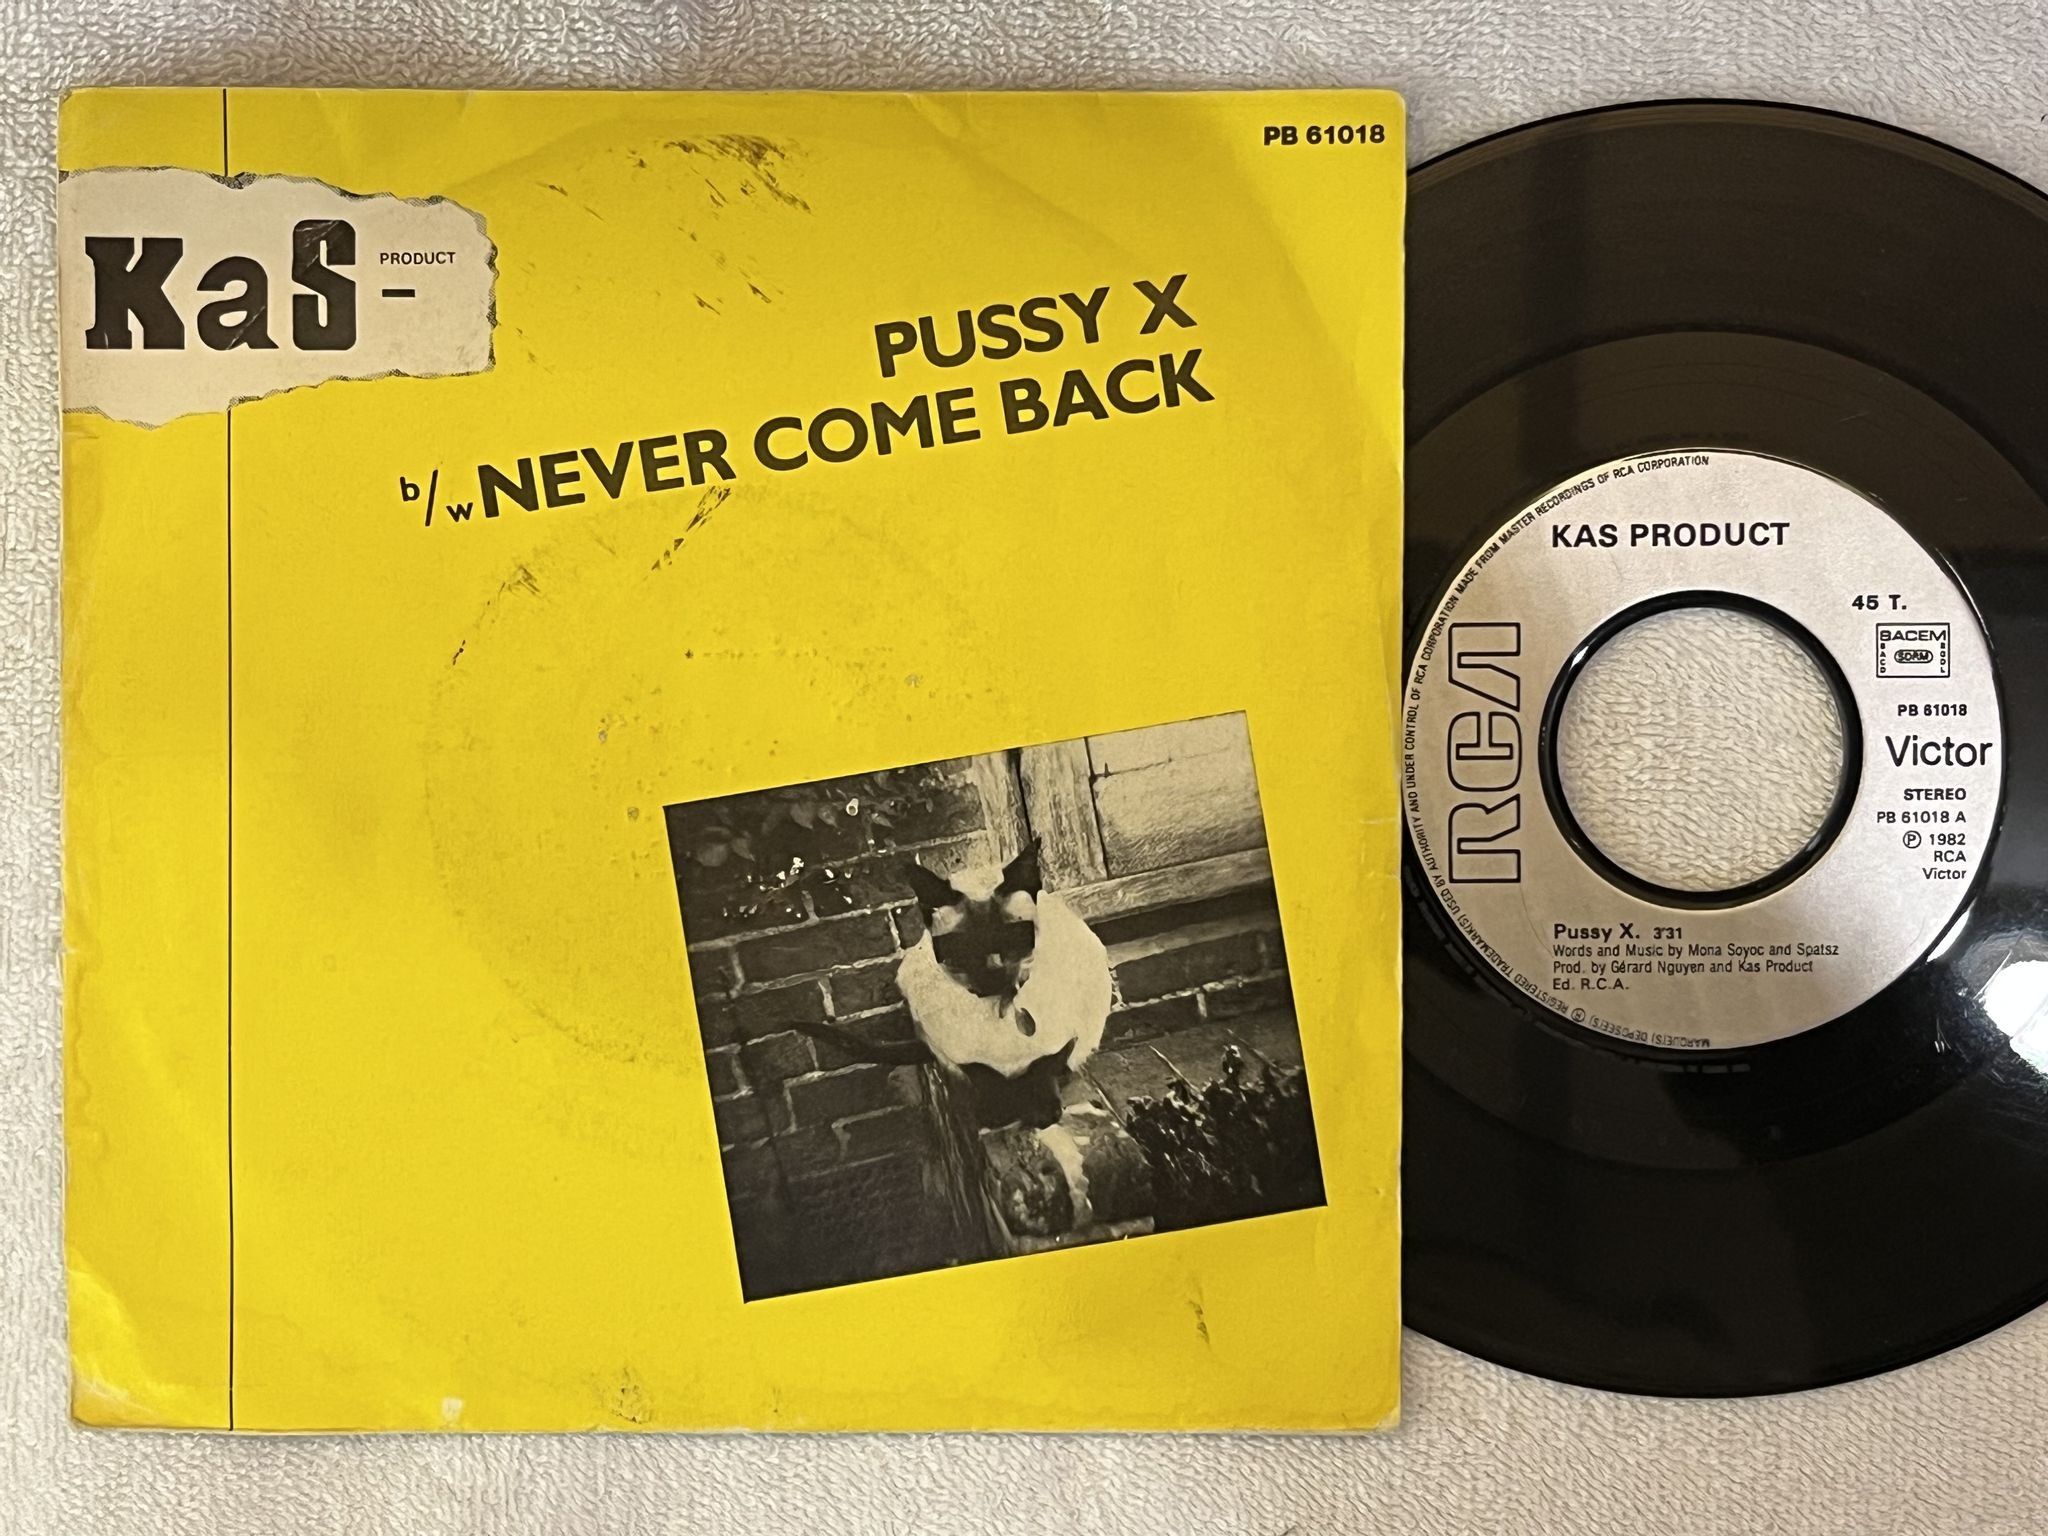 PB 61018
KaS- PRODUCT
PUSSY X
b/w NEVER COME BACK
KAS PRODUCT
45 T.
BACEM
SDRM
PB 61018
Victor
STEREO
PB 61018 A
Ⓟ 1982
RCA
Victor
RCA
Pussy X. 3'31
Words and Music by Mona Soyoc and Spatsz
Prod. by Gérard Nguyen and Kas Product
Ed. R.C.A.
MARQUE(S) DEPOSEE(S) ® REGISTERED TRADEMARK(S) USED BY AUTHORITY AND UNDER CONTROL OF RCA CORPORATION MADE FROM MASTER RECORDINGS OF RCA CORPORATION